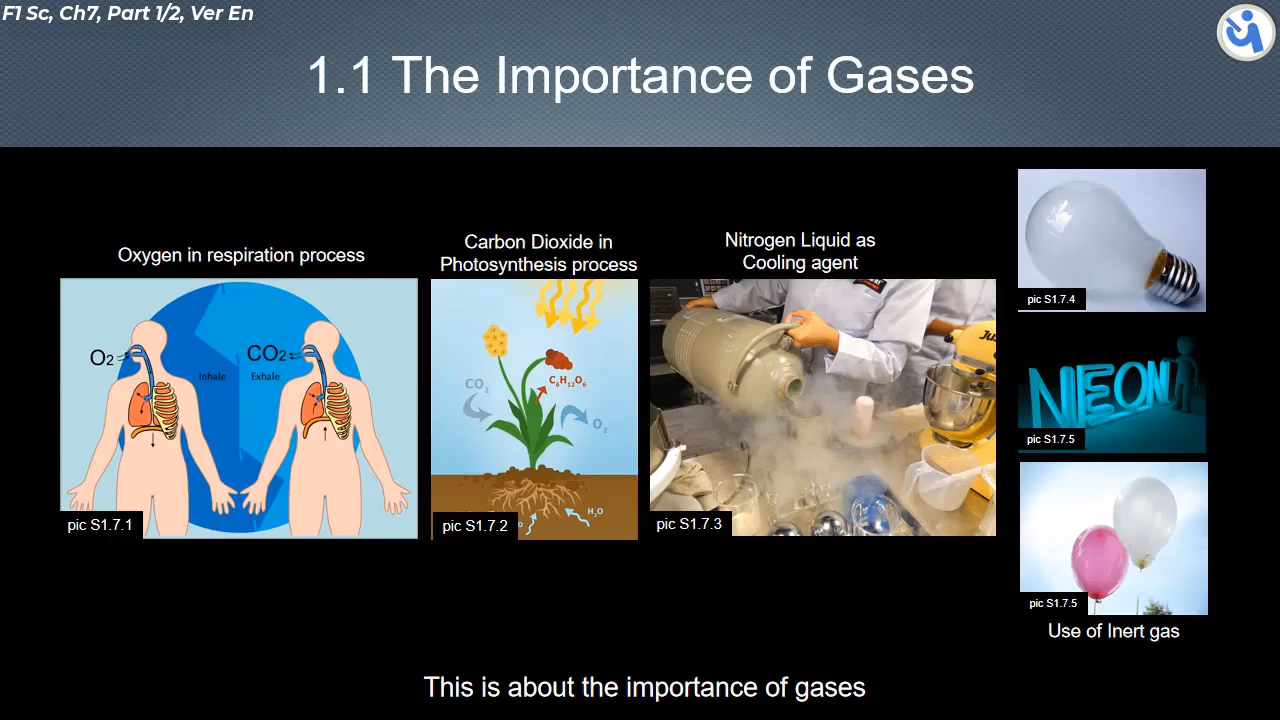 F1 Sc, Ch7, Part 1/2, Ver En
1.1 The Importance of Gases
Oxygen in respiration process
O2
Inhale
CO2
Exhale
pic S1.7.1
Carbon Dioxide in
Photosynthesis process
CO2
C6H12O6
O2
H2O
pic S1.7.2
Nitrogen Liquid as
Cooling agent
pic S1.7.3
pic S1.7.4
NEON
pic S1.7.5
pic S1.7.5
Use of Inert gas
This is about the importance of gases